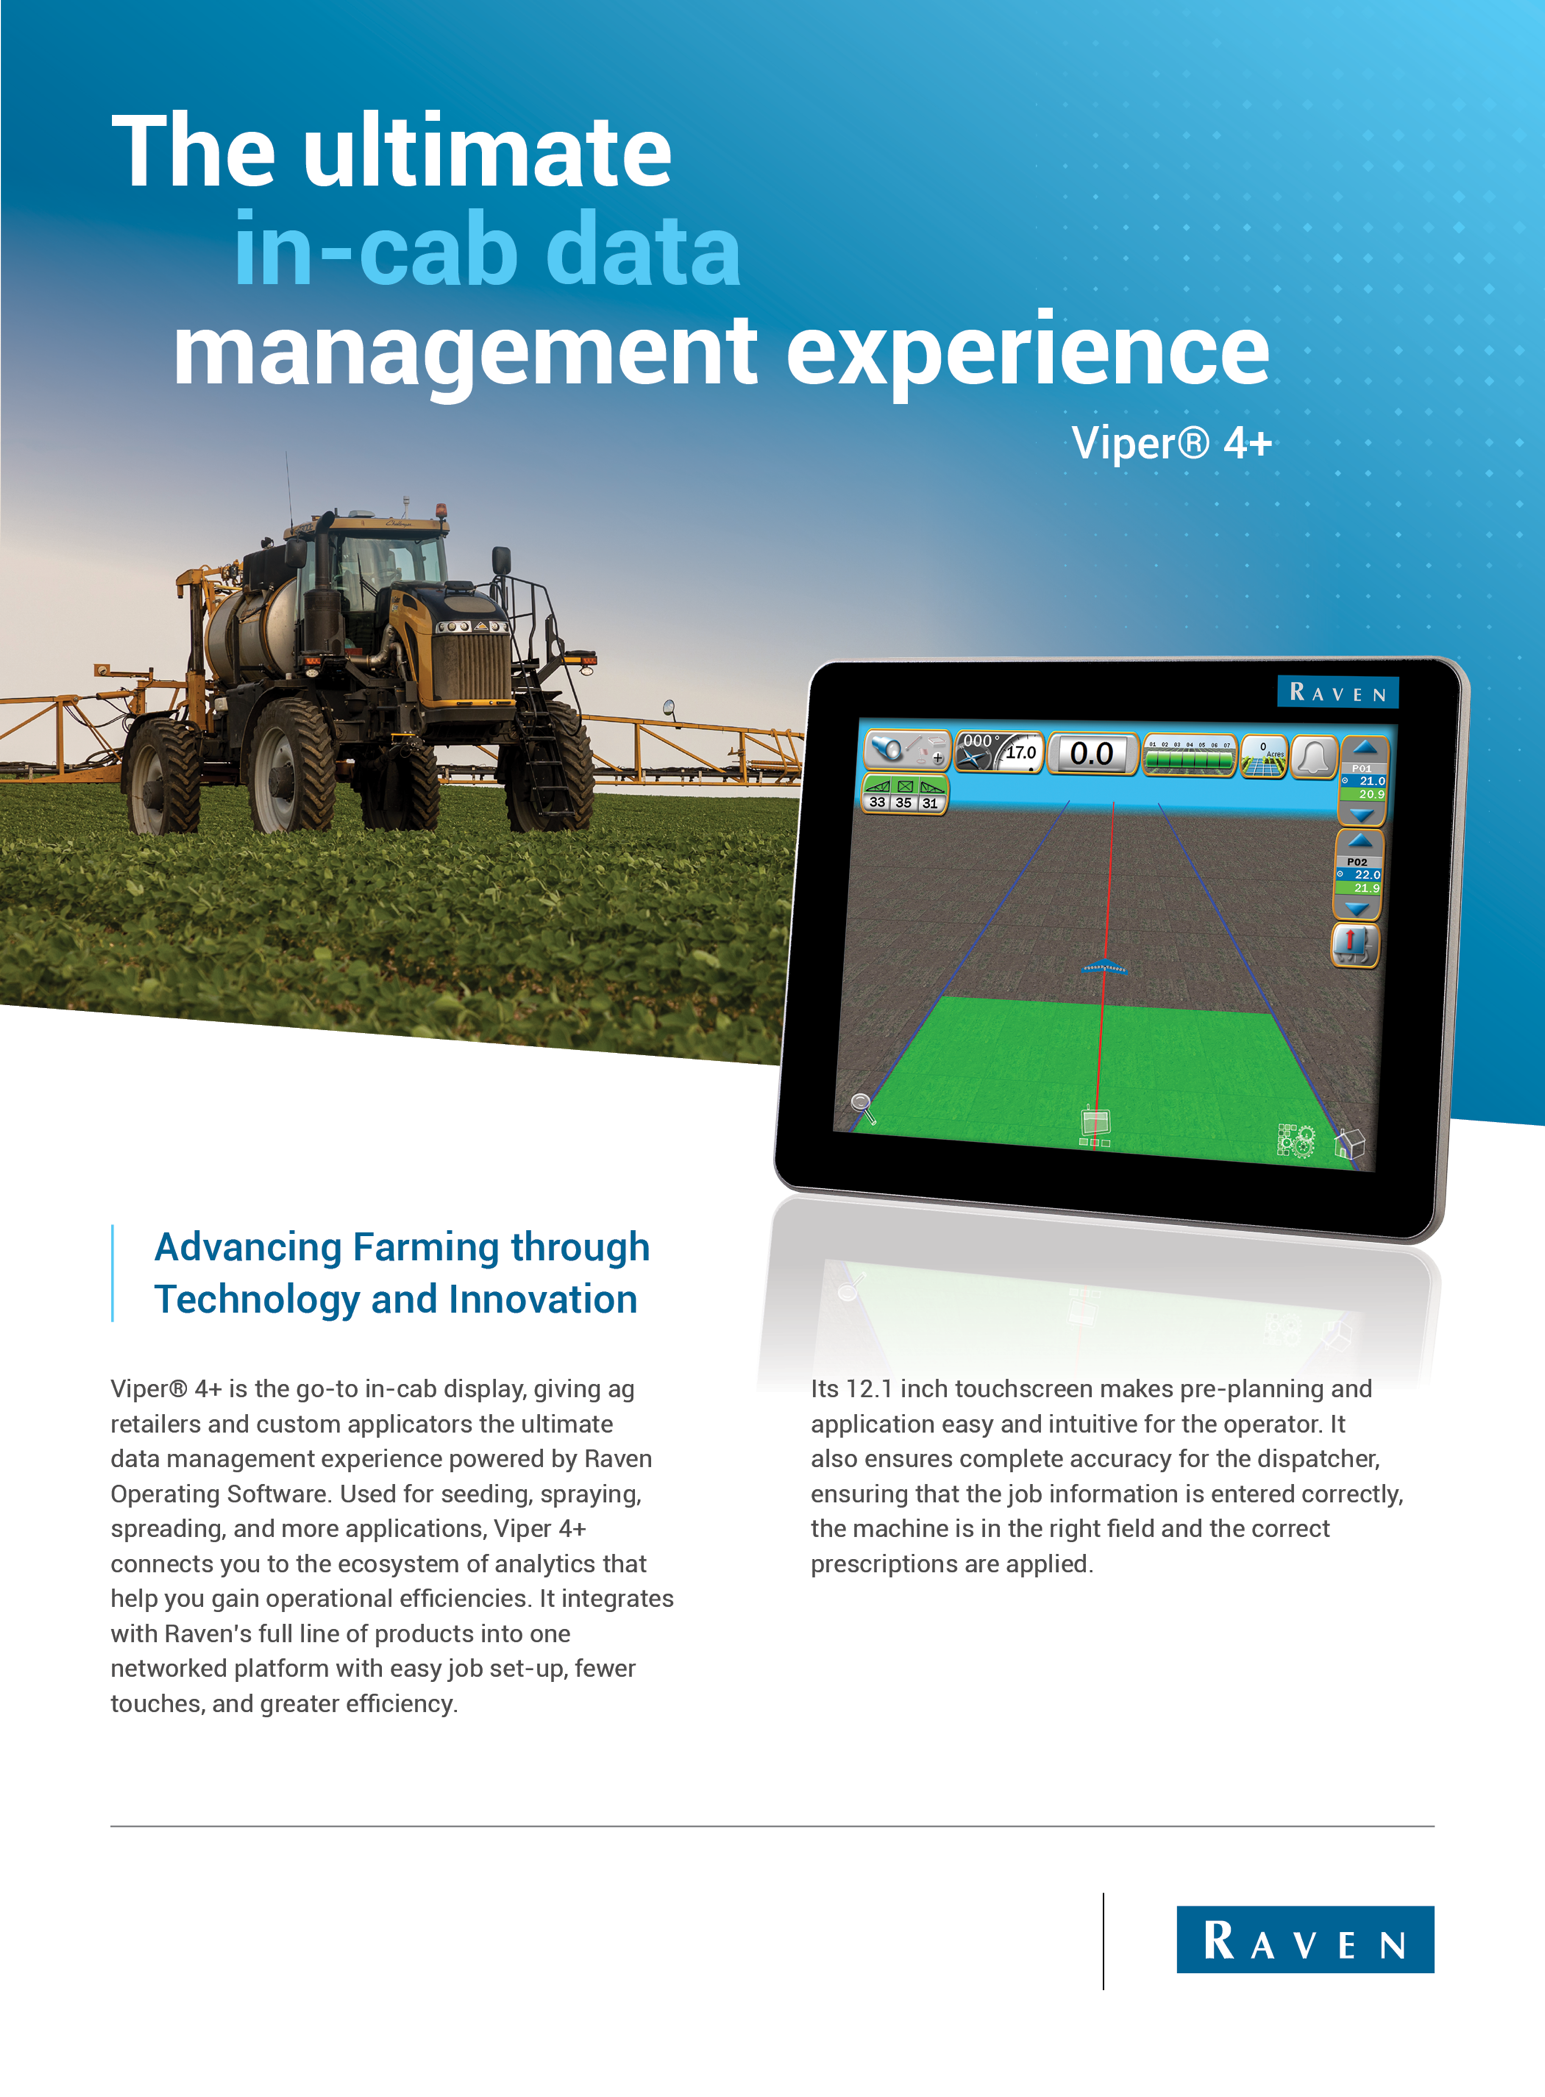 The ultimate
in-cab data
management experience
Viper® 4+
RAVEN
000°
17.0
0.0
01 02 03 04 05 06 07
0
Acres
P01
21.0
20.9
33 35 31
P02
22.0
21.9
Advancing Farming through
Technology and Innovation
Viper® 4+ is the go-to in-cab display, giving ag
retailers and custom applicators the ultimate
data management experience powered by Raven
Operating Software. Used for seeding, spraying,
spreading, and more applications, Viper 4+
connects you to the ecosystem of analytics that
help you gain operational efficiencies. It integrates
with Raven's full line of products into one
networked platform with easy job set-up, fewer
touches, and greater efficiency.
Its 12.1 inch touchscreen makes pre-planning and
application easy and intuitive for the operator. It
also ensures complete accuracy for the dispatcher,
ensuring that the job information is entered correctly,
the machine is in the right field and the correct
prescriptions are applied.
RAVEN